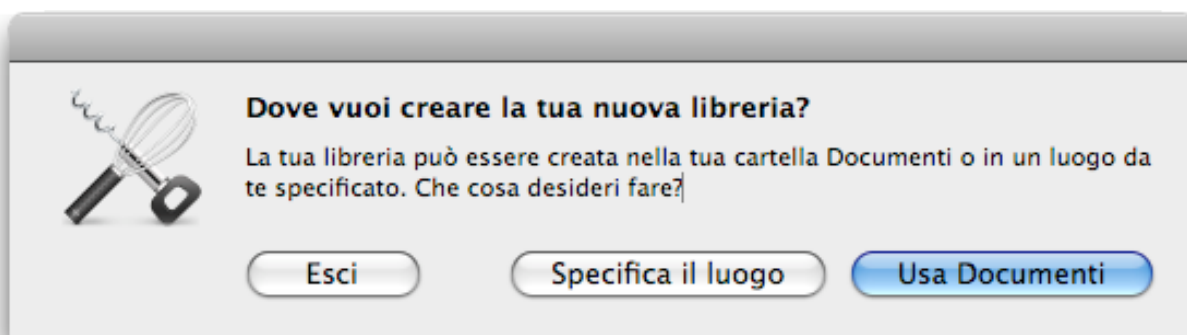 Dove vuoi creare la tua nuova libreria?
La tua libreria può essere creata nella tua cartella Documenti o in un luogo da
te specificato. Che cosa desideri fare?
Esci
Specifica il luogo
Usa Documenti